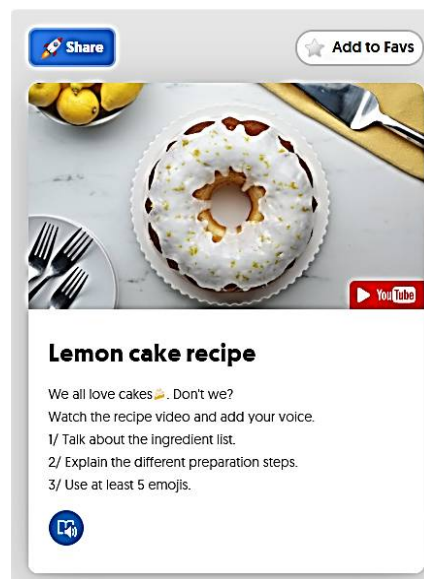 🚀 Share
Add to Favs
YouTube
Lemon cake recipe
We all love cakes🍰. Don't we?
Watch the recipe video and add your voice.
1/ Talk about the ingredient list.
2/ Explain the different preparation steps.
3/ Use at least 5 emojis.